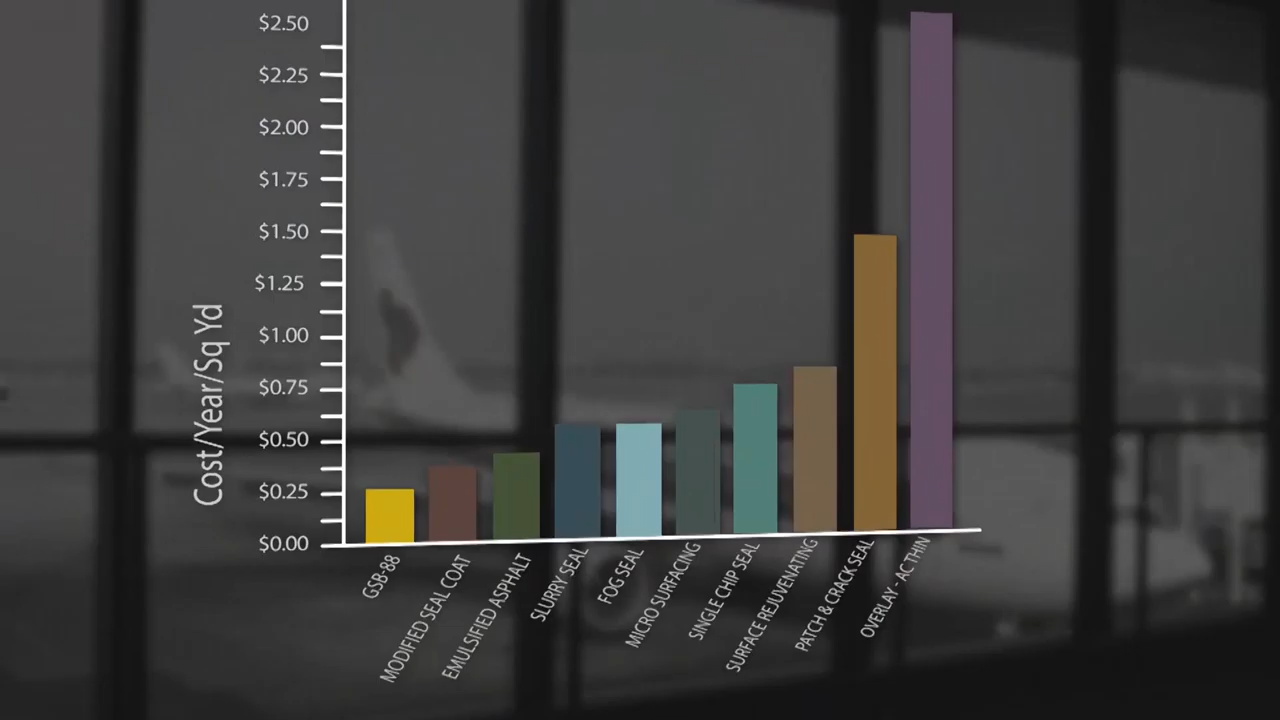 $2.50
$2.25
$2.00
$1.75
$1.50
$1.25
$1.00
$0.75
$0.50
$0.25
$0.00
Cost/Year/Sq Yd
GSB-88
MODIFIED SEAL COAT
EMULSIFIED ASPHALT
SLURRY SEAL
FOG SEAL
MICRO SURFACING
SINGLE CHIP SEAL
SURFACE REJUVENATING
PATCH & CRACK SEAL
OVERLAY - AC THIN